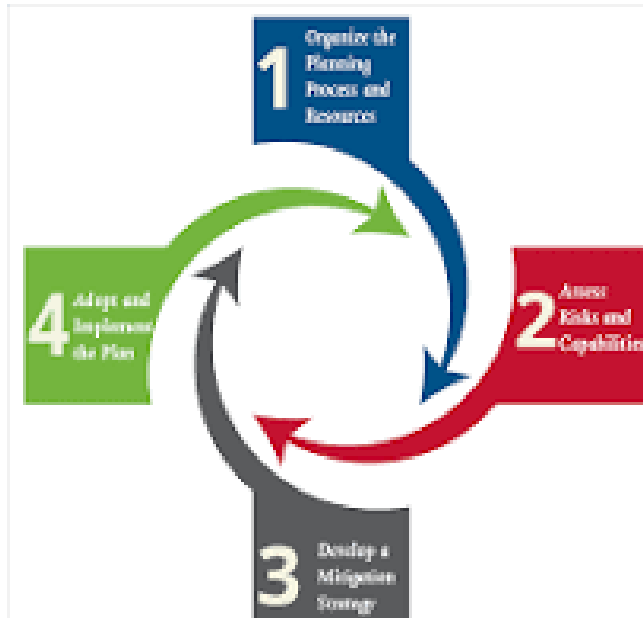 1
Organize the
Planning
Process and
Resources
2
Assess
Risks and
Capabilities
3
Develop a
Mitigation
Strategy
4
Adopt and
Implement
the Plan